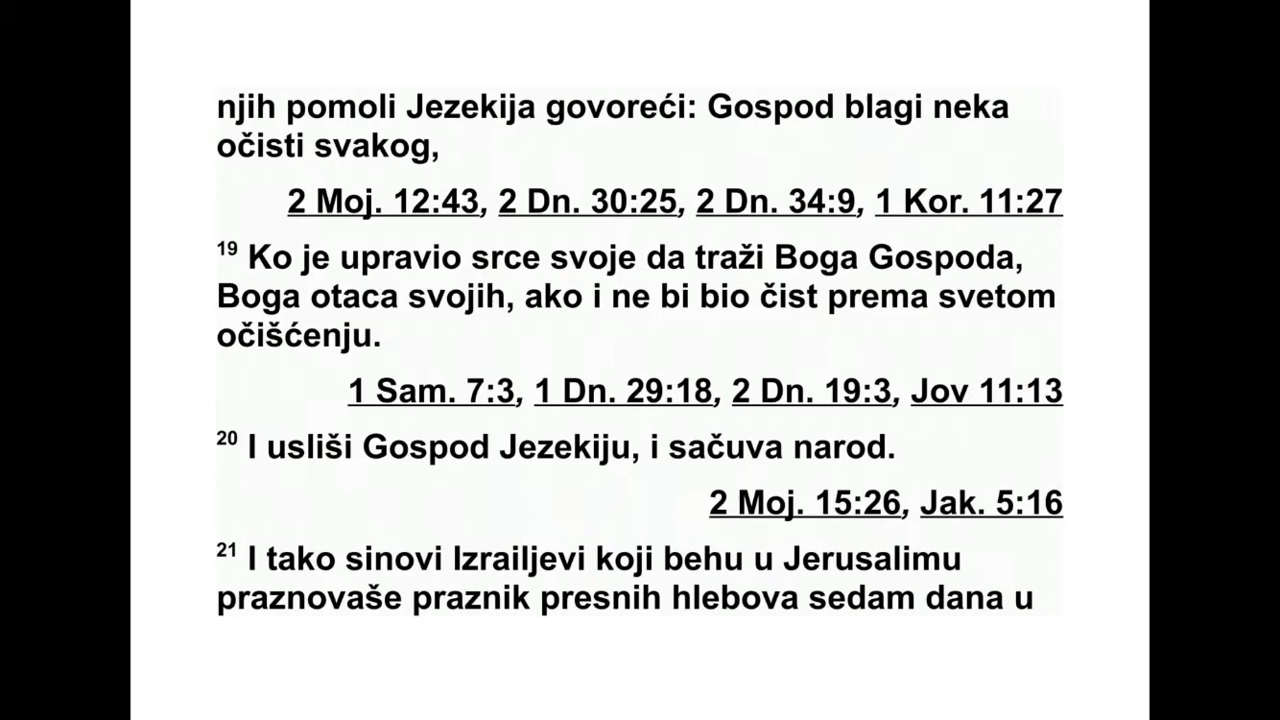 njih pomoli Jezekija govoreći: Gospod blagi neka
očisti svakog,
2 Moj. 12:43, 2 Dn. 30:25, 2 Dn. 34:9, 1 Kor. 11:27
19 Ko je upravio srce svoje da traži Boga Gospoda,
Boga otaca svojih, ako i ne bi bio čist prema svetom
očišćenju.
1 Sam. 7:3, 1 Dn. 29:18, 2 Dn. 19:3, Jov 11:13
20 I usliši Gospod Jezekiju, i sačuva narod.
2 Moj. 15:26, Jak. 5:16
21 I tako sinovi Izrailjevi koji behu u Jerusalimu
praznovaše praznik presnih hlebova sedam dana u